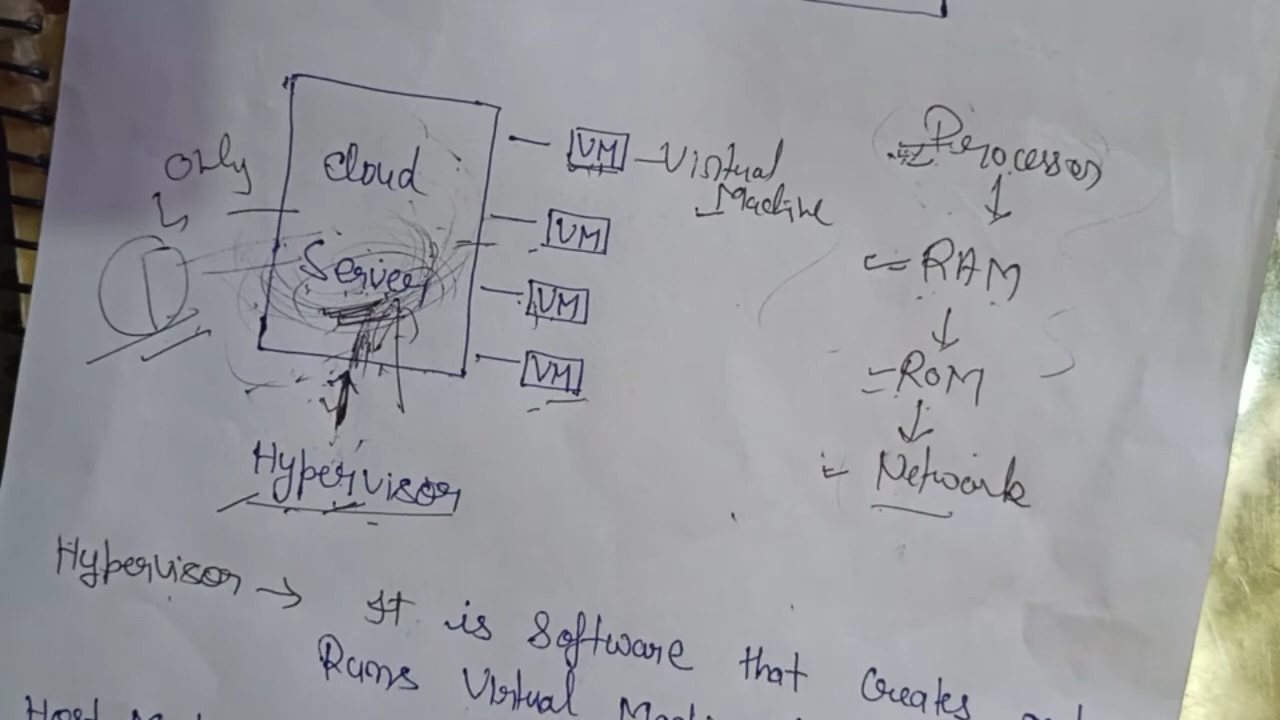 Only
Cloud
Server
VM
Virtual
Machine
VM
VM
VM
Processor
RAM
ROM
Network
Hypervisor
Hypervisor → It is Software that Creates
Runs Virtual